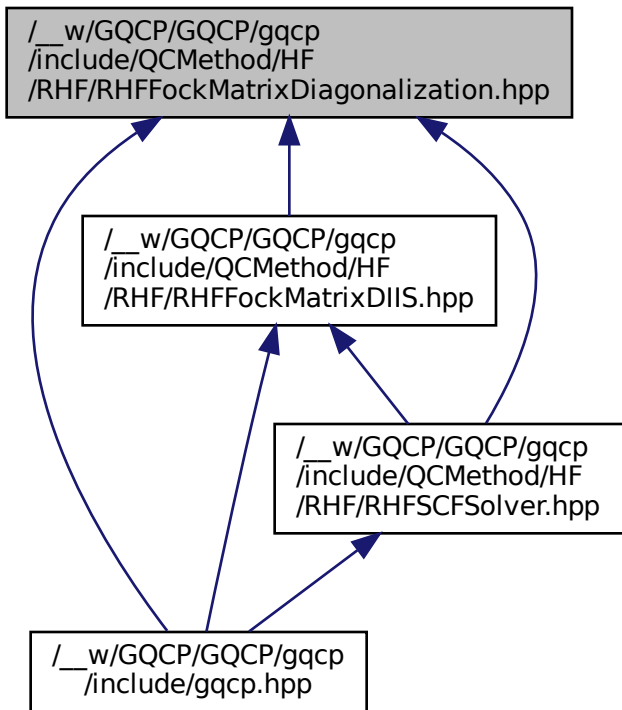 /__w/GQCP/GQCP/gqcp
/include/QCMethod/HF
/RHF/RHFFockMatrixDiagonalization.hpp
/__w/GQCP/GQCP/gqcp
/include/QCMethod/HF
/RHF/RHFFockMatrixDIIS.hpp
/__w/GQCP/GQCP/gqcp
/include/QCMethod/HF
/RHF/RHFSCFSolver.hpp
/__w/GQCP/GQCP/gqcp
/include/gqcp.hpp